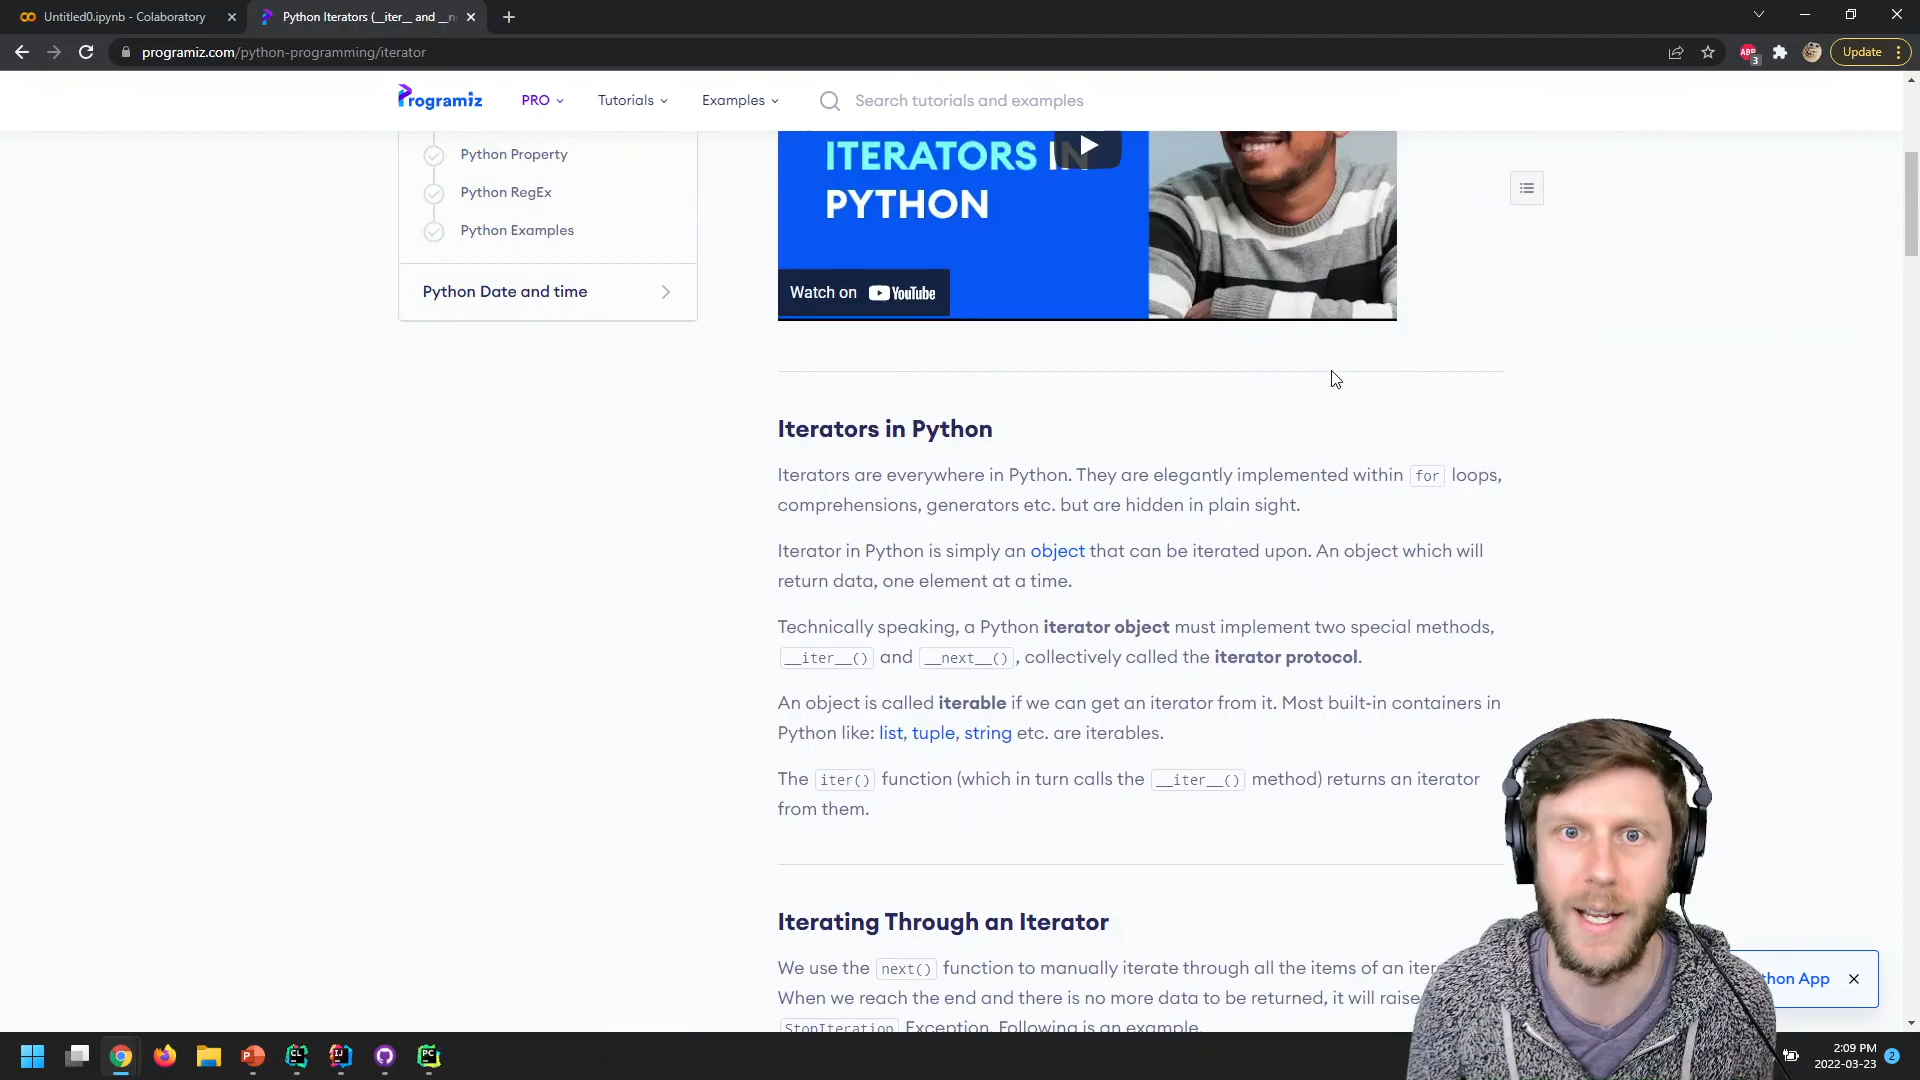 Untitled0.ipynb - Colaboratory
Python Iterators (__iter__ and __n
programiz.com/python-programming/iterator
ABP
3
Update
Programiz
PRO
Tutorials
Examples
Search tutorials and examples
Python Property
Python RegEx
Python Examples
Python Date and time
ITERATORS IN
PYTHON
Watch on YouTube
Iterators in Python
Iterators are everywhere in Python. They are elegantly implemented within for loops,
comprehensions, generators etc. but are hidden in plain sight.
Iterator in Python is simply an object that can be iterated upon. An object which will
return data, one element at a time.
Technically speaking, a Python iterator object must implement two special methods,
__iter__() and __next__(), collectively called the iterator protocol.
An object is called iterable if we can get an iterator from it. Most built-in containers in
Python like: list, tuple, string etc. are iterables.
The iter() function (which in turn calls the __iter__() method) returns an iterator
from them.
Iterating Through an Iterator
We use the next() function to manually iterate through all the items of an iter
When we reach the end and there is no more data to be returned, it will raise
StopIteration Exception. Following is an example.
thon App
P
CL
IJ
PC
2:09 PM
2022-03-23
2